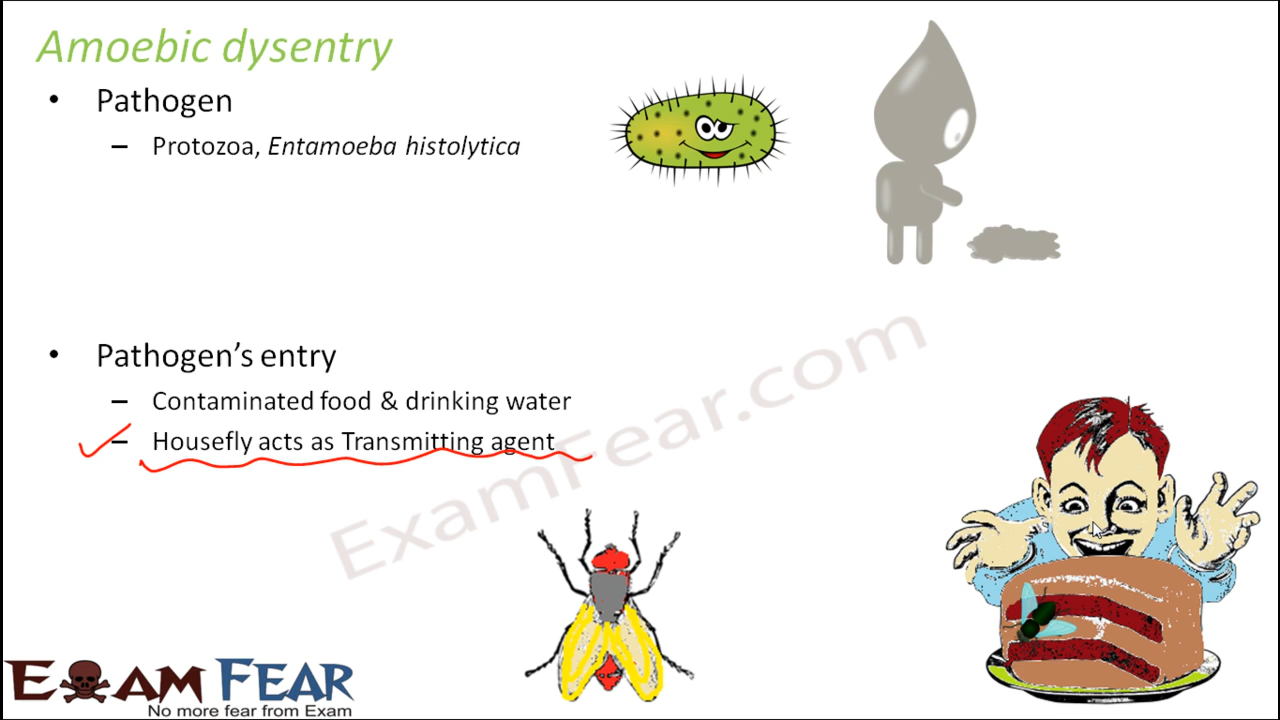 Amoebic dysentry
• Pathogen
– Protozoa, Entamoeba histolytica
• Pathogen's entry
– Contaminated food & drinking water
– Housefly acts as Transmitting agent
ExamFear.com
EXAM FEAR
No more fear from Exam